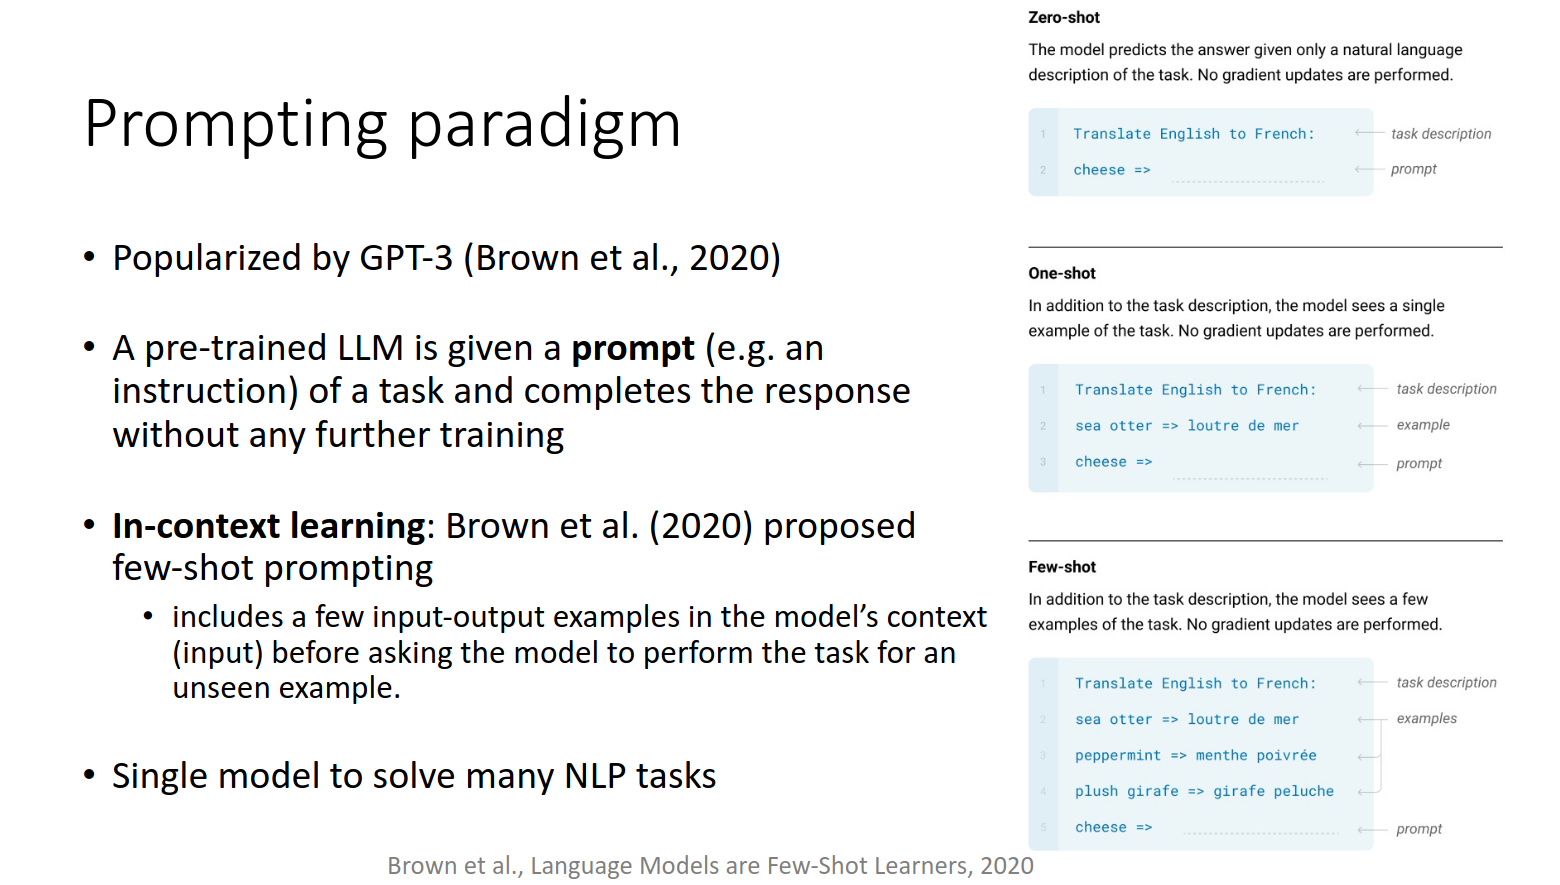 Prompting paradigm
• Popularized by GPT-3 (Brown et al., 2020)
• A pre-trained LLM is given a prompt (e.g. an
instruction) of a task and completes the response
without any further training
• In-context learning: Brown et al. (2020) proposed
few-shot prompting
• includes a few input-output examples in the model’s context
(input) before asking the model to perform the task for an
unseen example.
• Single model to solve many NLP tasks
Zero-shot
The model predicts the answer given only a natural language
description of the task. No gradient updates are performed.
1 Translate English to French: task description
2 cheese => prompt
One-shot
In addition to the task description, the model sees a single
example of the task. No gradient updates are performed.
1 Translate English to French: task description
2 sea otter => loutre de mer example
3 cheese => prompt
Few-shot
In addition to the task description, the model sees a few
examples of the task. No gradient updates are performed.
1 Translate English to French: task description
2 sea otter => loutre de mer examples
3 peppermint => menthe poivrée
4 plush girafe => girafe peluche
5 cheese => prompt
Brown et al., Language Models are Few-Shot Learners, 2020